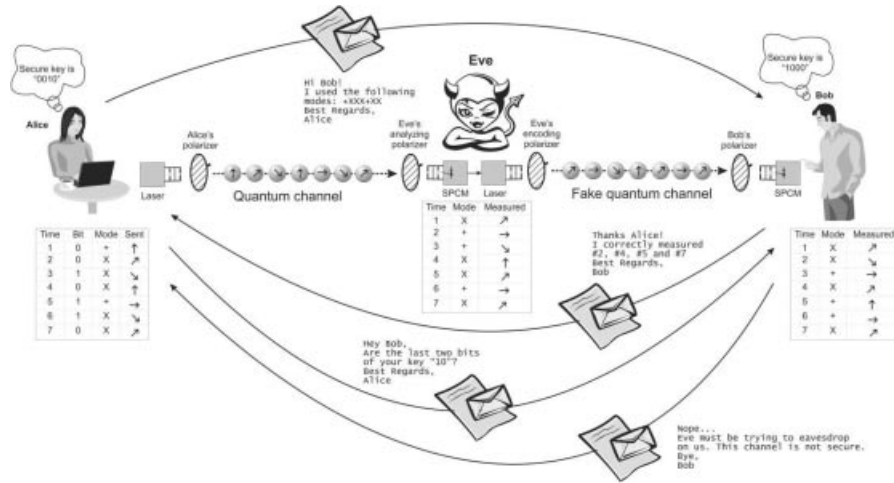 Secure key is
"0010"
Alice
Hi Bob!
I used the following
modes: +XXX+XX
Best Regards,
Alice
Eve
Secure key is
"1000"
Bob
Alice's
polarizer
Eve's
analyzing
polarizer
Eve's
encoding
polarizer
Bob's
polarizer
Laser
Quantum channel
SPCM
Laser
Fake quantum channel
SPCM
Time Bit Mode Sent
1 0 + ↑
2 0 X ↗
3 1 X ↘
4 0 X ↑
5 1 + →
6 1 X ↘
7 0 X ↗
Time Mode Measured
1 X ↗
2 + →
3 + ↘
4 X ↑
5 X ↗
6 + →
7 X ↗
Time Mode Measured
1 X ↗
2 X ↘
3 + →
4 X ↗
5 + ↑
6 + →
7 X ↗
Thanks Alice!
I correctly measured
#2, #4, #5 and #7
Best Regards,
Bob
Hey Bob,
Are the last two bits
of your key "10"?
Best Regards,
Alice
Nope...
Eve must be trying to eavesdrop
on us. This channel is not secure.
Bye,
Bob